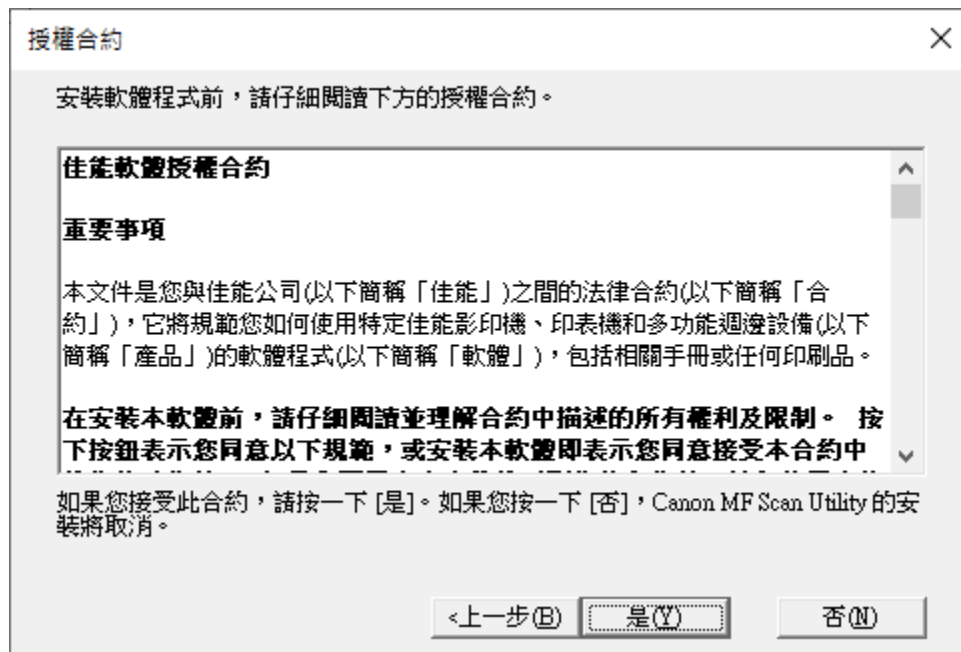 授權合約
安裝軟體程式前，請仔細閱讀下方的授權合約。
佳能軟體授權合約
重要事項
本文件是您與佳能公司(以下簡稱「佳能」)之間的法律合約(以下簡稱「合
約」)，它將規範您如何使用特定佳能影印機、印表機和多功能週邊設備(以下
簡稱「產品」)的軟體程式(以下簡稱「軟體」)，包括相關手冊或任何印刷品。
在安裝本軟體前，請仔細閱讀並理解合約中描述的所有權利及限制。 按
下按鈕表示您同意以下規範，或安裝本軟體即表示您同意接受本合約中
如果您接受此合約，請按一下 [是]。如果您按一下 [否]，Canon MF Scan Utility 的安
裝將取消。
<上一步(B) 是(Y) 否(N)